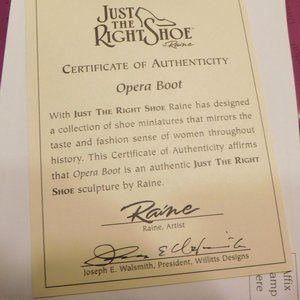 JUST
THE
RIGHT SHOE™
by Raine
CERTIFICATE OF AUTHENTICITY
Opera Boot
With JUST THE RIGHT SHOE Raine has designed
a collection of shoe miniatures that mirrors the
taste and fashion sense of women throughout
history. This Certificate of Authenticity affirms
that Opera Boot is an authentic JUST THE RIGHT
SHOE sculpture by Raine.
Raine
Raine, Artist
Joseph E. Walsmith, President, Willitts Designs
Affix